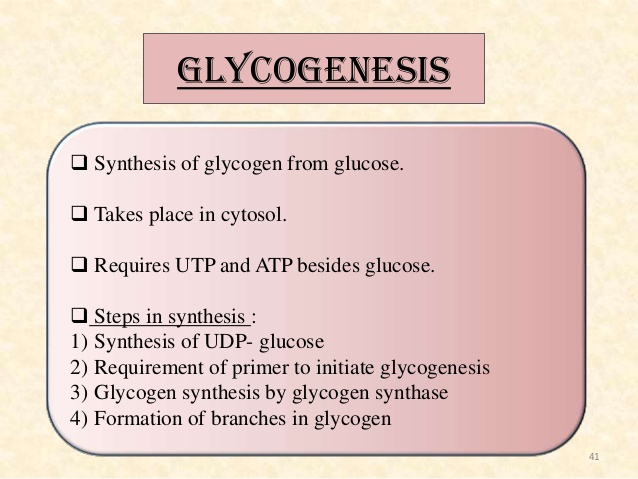 GLYCOGENESIS
❑ Synthesis of glycogen from glucose.
❑ Takes place in cytosol.
❑ Requires UTP and ATP besides glucose.
❑ Steps in synthesis :
1) Synthesis of UDP- glucose
2) Requirement of primer to initiate glycogenesis
3) Glycogen synthesis by glycogen synthase
4) Formation of branches in glycogen
41